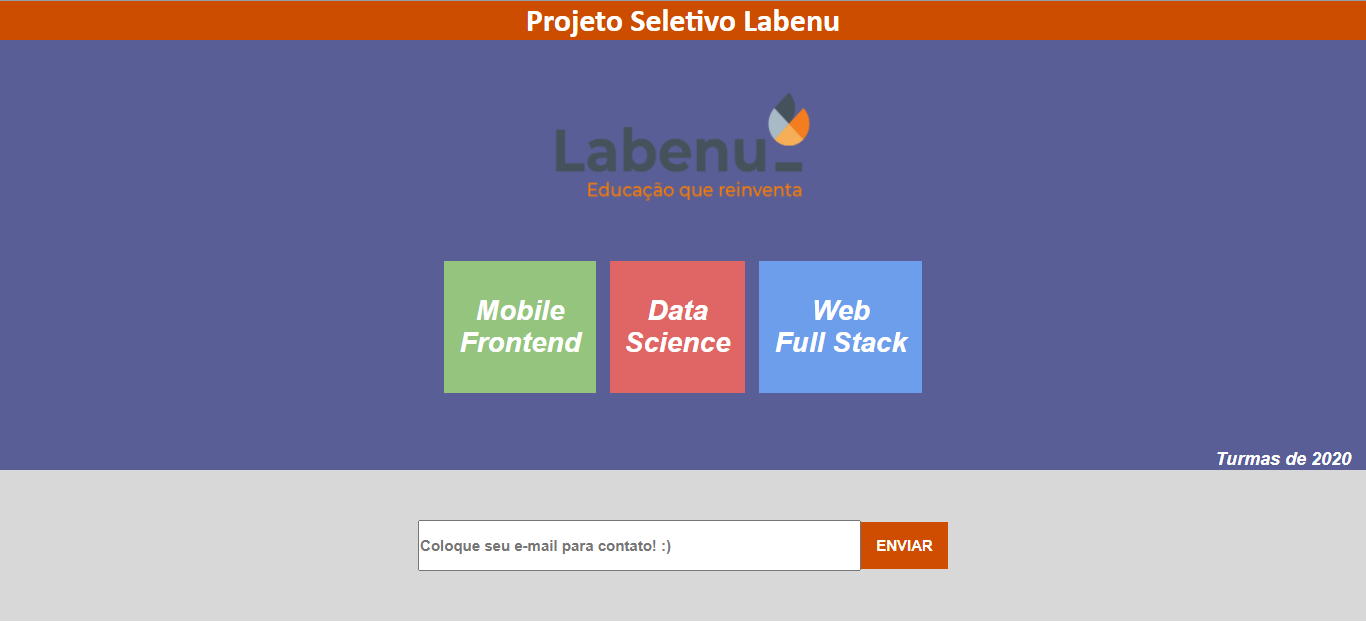 Projeto Seletivo Labenu
Labenu_
Educação que reinventa
Mobile
Frontend
Data
Science
Web
Full Stack
Turmas de 2020
Coloque seu e-mail para contato! :)
ENVIAR